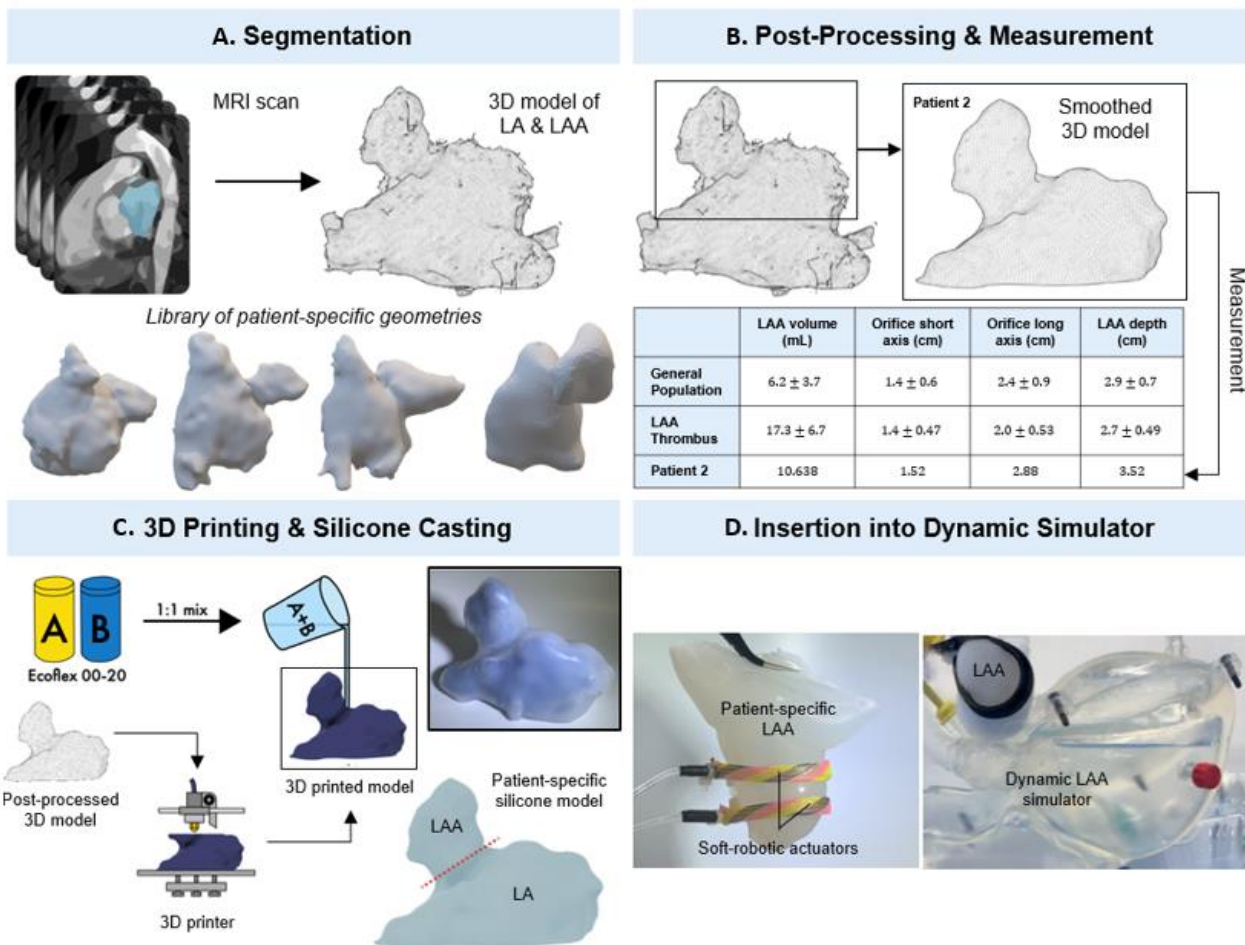 A. Segmentation
MRI scan
3D model of
LA & LAA
Library of patient-specific geometries
B. Post-Processing & Measurement
Patient 2
Smoothed
3D model
Measurement
LAA volume
(mL)
Orifice short
axis (cm)
Orifice long
axis (cm)
LAA depth
(cm)
General
Population
6.2 ± 3.7
1.4 ± 0.6
2.4 ± 0.9
2.9 ± 0.7
LAA
Thrombus
17.3 ± 6.7
1.4 ± 0.47
2.0 ± 0.53
2.7 ± 0.49
Patient 2
10.638
1.52
2.88
3.52
C. 3D Printing & Silicone Casting
A
B
1:1 mix
A+B
Ecoflex 00-20
Post-processed
3D model
3D printer
3D printed model
Patient-specific
silicone model
LAA
LA
D. Insertion into Dynamic Simulator
Patient-specific
LAA
Soft-robotic actuators
LAA
Dynamic LAA
simulator